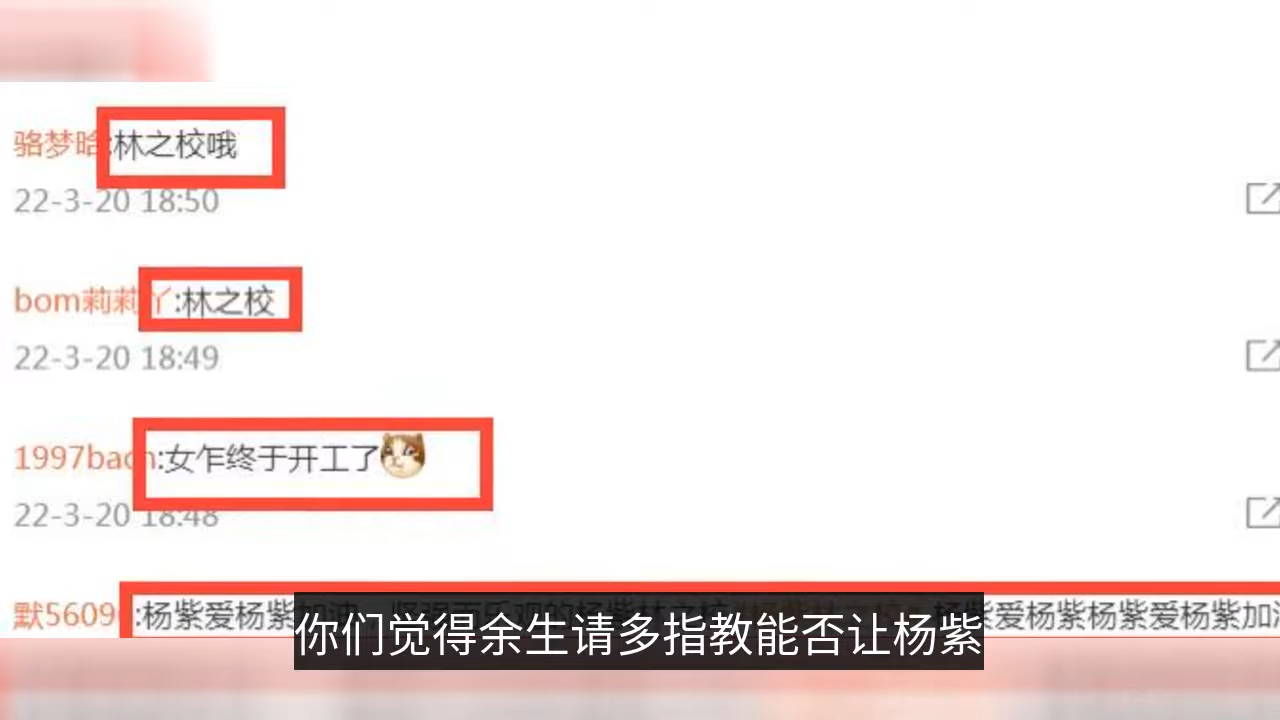 骆梦晗:林之校哦
22-3-20 18:50
bom莉莉丫:林之校
22-3-20 18:49
1997bach:女乍终于开工了
22-3-20 18:48
默5609:杨紫爱杨紫 杨紫爱杨紫杨紫爱杨紫加油
你们觉得余生请多指教能否让杨紫